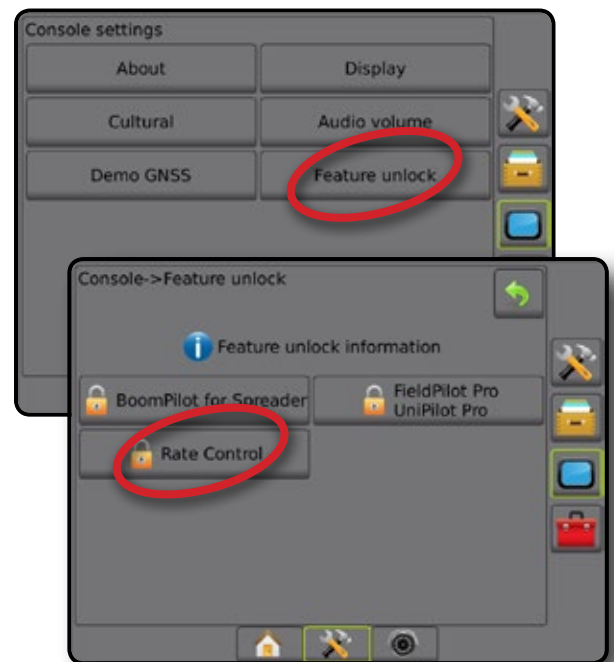 Console settings
About
Display
Cultural
Audio volume
Demo GNSS
Feature unlock
Console->Feature unlock
Feature unlock information
BoomPilot for Spreader
FieldPilot Pro
UniPilot Pro
Rate Control